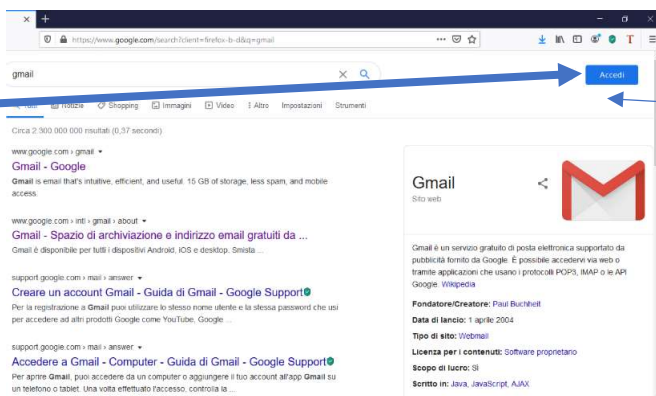 https://www.google.com/search?client=firefox-b-d&q=gmail
gmail
Accedi
Notizie Shopping Immagini Video Altro Impostazioni Strumenti
Circa 2.300.000.000 risultati (0,37 secondi)
www.google.com › gmail
Gmail - Google
Gmail is email that's intuitive, efficient, and useful. 15 GB of storage, less spam, and mobile
access.
www.google.com › intl › gmail › about
Gmail - Spazio di archiviazione e indirizzo email gratuiti da ...
Gmail è disponibile per tutti i dispositivi Android, iOS e desktop. Smista ...
support.google.com › mail › answer
Creare un account Gmail - Guida di Gmail - Google Support
Per la registrazione a Gmail puoi utilizzare lo stesso nome utente e la stessa password che usi
per accedere ad altri prodotti Google come YouTube, Google ...
support.google.com › mail › answer
Accedere a Gmail - Computer - Guida di Gmail - Google Support
Per aprire Gmail, puoi accedere da un computer o aggiungere il tuo account all'app Gmail su
un telefono o tablet. Una volta effettuato l'accesso, controlla la ...
Gmail
Sito web
Gmail è un servizio gratuito di posta elettronica supportato da
pubblicità fornito da Google. È possibile accedervi via web o
tramite applicazioni che usano i protocolli POP3, IMAP o le API
Google. Wikipedia
Fondatore/Creatore: Paul Buchheit
Data di lancio: 1 aprile 2004
Tipo di sito: Webmail
Licenza per i contenuti: Software proprietario
Scopo di lucro: Sì
Scritto in: Java, JavaScript, AJAX